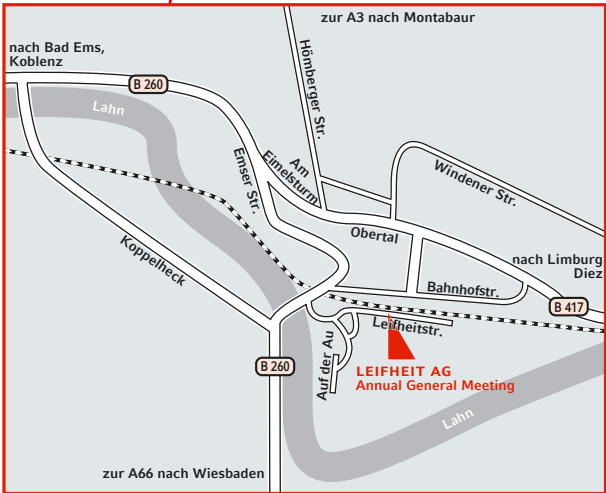 zur A3 nach Montabaur
nach Bad Ems,
Koblenz
B 260
Lahn
Hömberger Str.
Am
Eimelsturm
Emser Str.
Windener Str.
Obertal
Koppelheck
nach Limburg
Diez
Bahnhofstr.
B 417
Leifheitstr.
Auf der Au
B 260
LEIFHEIT AG
Annual General Meeting
Lahn
zur A66 nach Wiesbaden